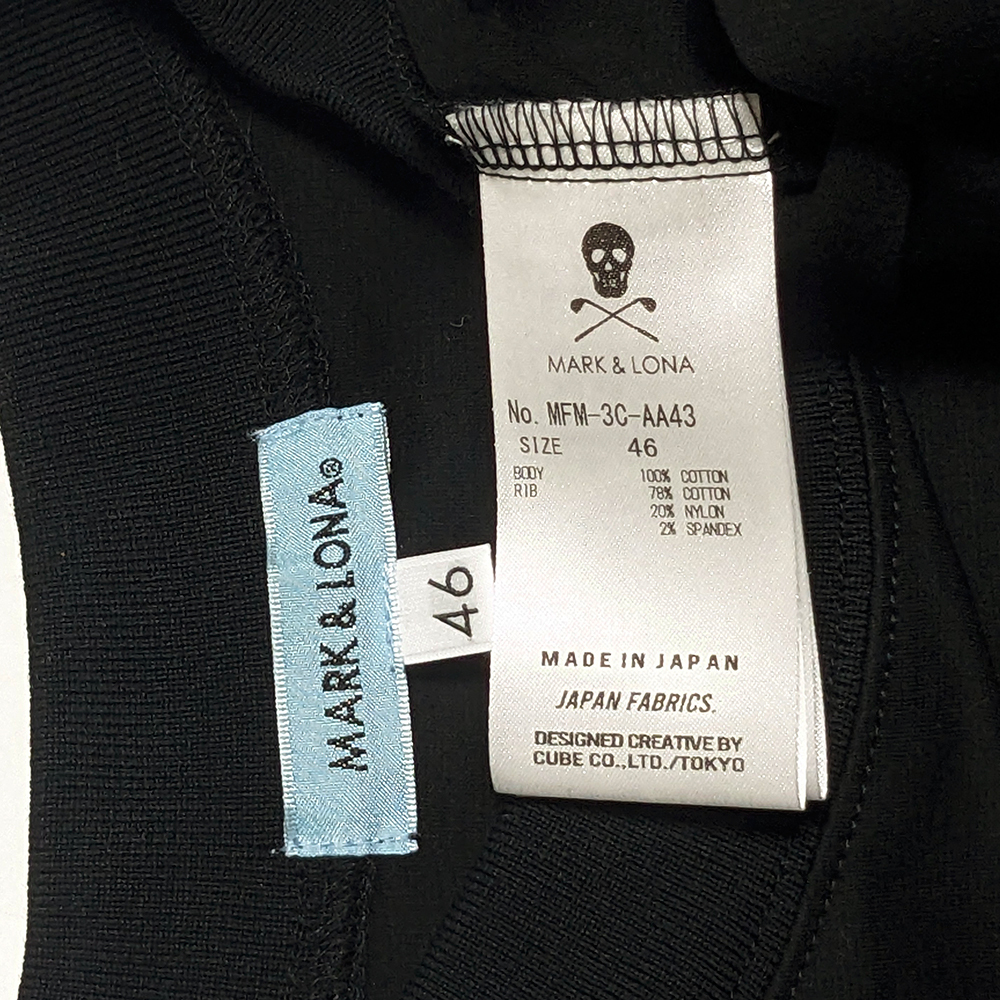 MARK & LONA
No. MFM-3C-AA43
SIZE 46
BODY 100% COTTON
RIB 78% COTTON
20% NYLON
2% SPANDEX
MADE IN JAPAN
JAPAN FABRICS.
DESIGNED CREATIVE BY
CUBE CO.,LTD./TOKYO
MARK & LONA®
46